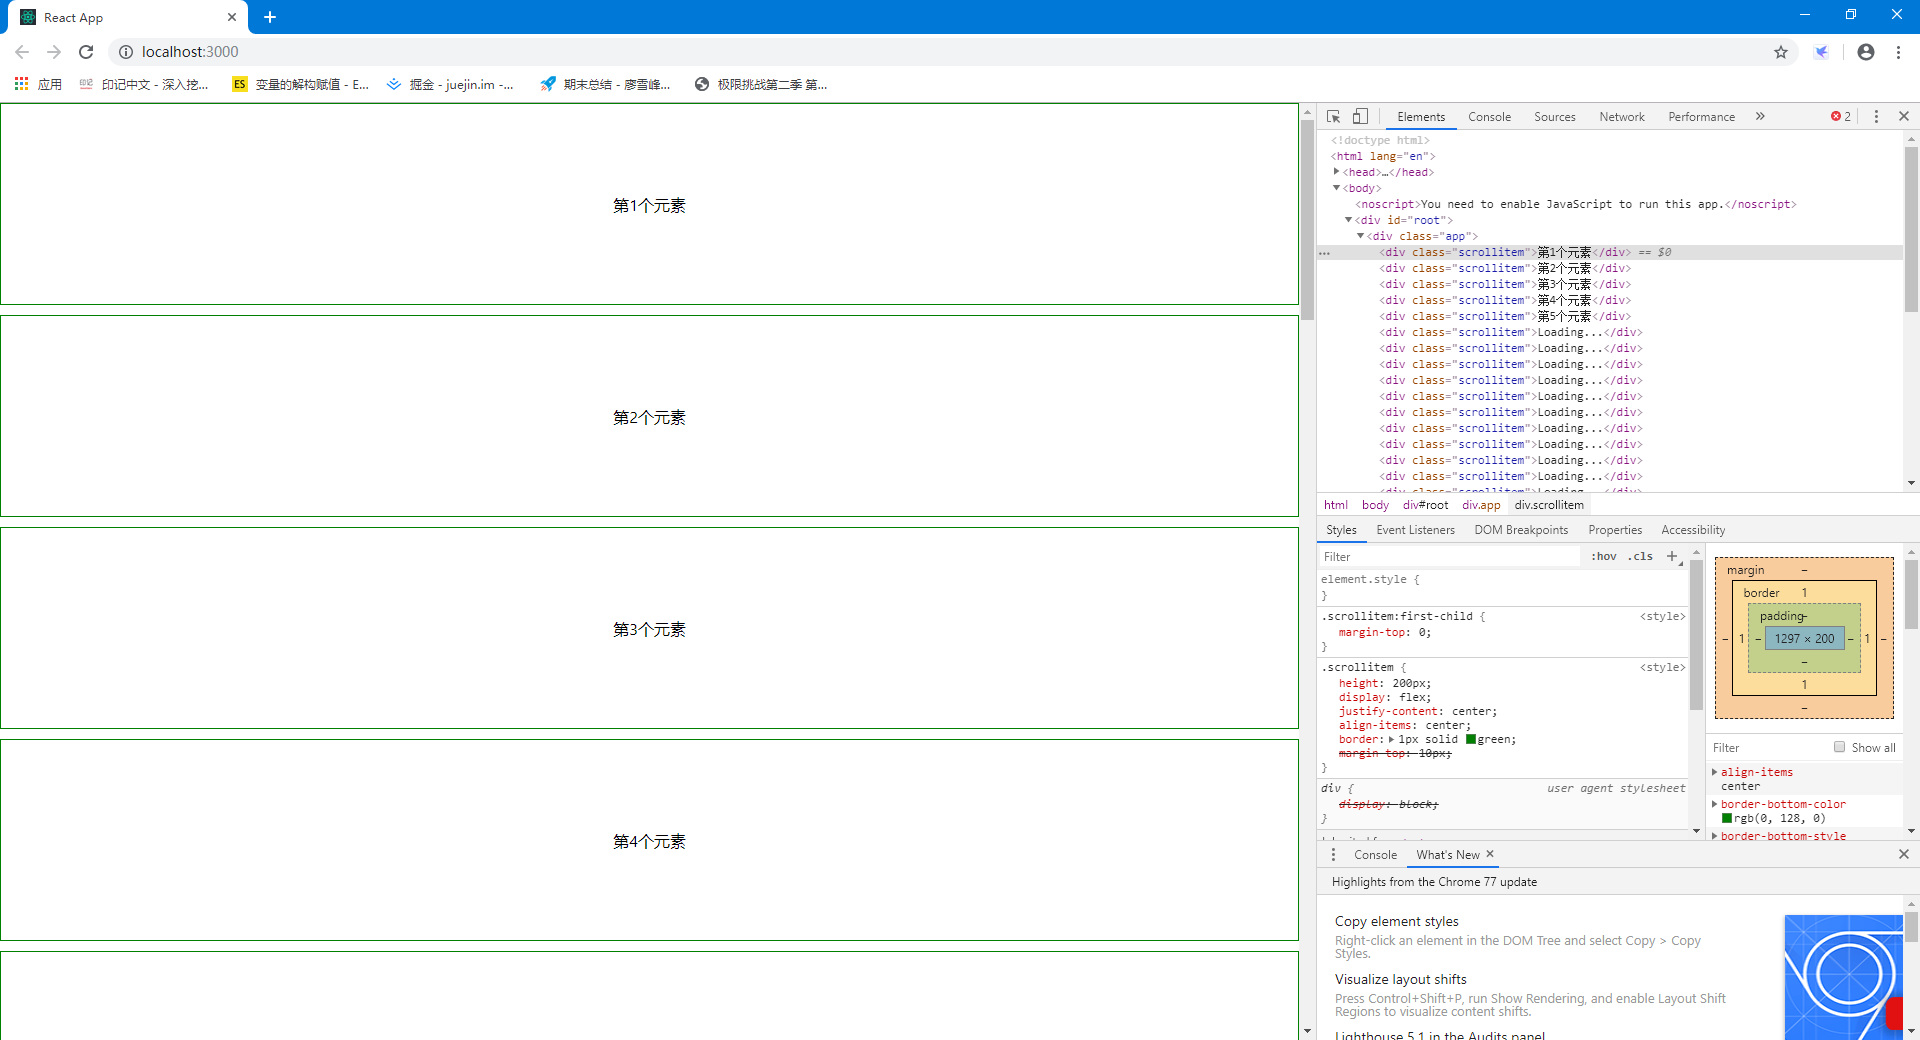 React App
localhost:3000
应用
印记中文 - 深入挖...
ES 变量的解构赋值 - E...
掘金 - juejin.im -...
期末总结 - 廖雪峰...
极限挑战第二季 第...
第1个元素
第2个元素
第3个元素
第4个元素
Elements Console Sources Network Performance » 2
<!doctype html>
<html lang="en">
<head>…</head>
<body>
<noscript>You need to enable JavaScript to run this app.</noscript>
<div id="root">
<div class="app">
<div class="scrollitem">第1个元素</div> == $0
<div class="scrollitem">第2个元素</div>
<div class="scrollitem">第3个元素</div>
<div class="scrollitem">第4个元素</div>
<div class="scrollitem">第5个元素</div>
<div class="scrollitem">Loading...</div>
<div class="scrollitem">Loading...</div>
<div class="scrollitem">Loading...</div>
<div class="scrollitem">Loading...</div>
<div class="scrollitem">Loading...</div>
<div class="scrollitem">Loading...</div>
<div class="scrollitem">Loading...</div>
<div class="scrollitem">Loading...</div>
<div class="scrollitem">Loading...</div>
<div class="scrollitem">Loading...</div>
<div class="scrollitem">Loading...</div>
html body div#root div.app div.scrollitem
Styles Event Listeners DOM Breakpoints Properties Accessibility
Filter :hov .cls +
element.style {
}
.scrollitem:first-child { <style>
margin-top: 0;
}
.scrollitem { <style>
height: 200px;
display: flex;
justify-content: center;
align-items: center;
border: 1px solid green;
margin-top: 10px;
}
div { user agent stylesheet
display: block;
}
margin –
border 1
padding –
– 1 – 1297 × 200 – 1 –
–
1
–
Filter Show all
align-items
center
border-bottom-color
rgb(0, 128, 0)
border-bottom-style
Console What's New
Highlights from the Chrome 77 update
Copy element styles
Right-click an element in the DOM Tree and select Copy > Copy
Styles.
Visualize layout shifts
Press Control+Shift+P, run Show Rendering, and enable Layout Shift
Regions to visualize content shifts.
Lighthouse 5.1 in the Audits panel